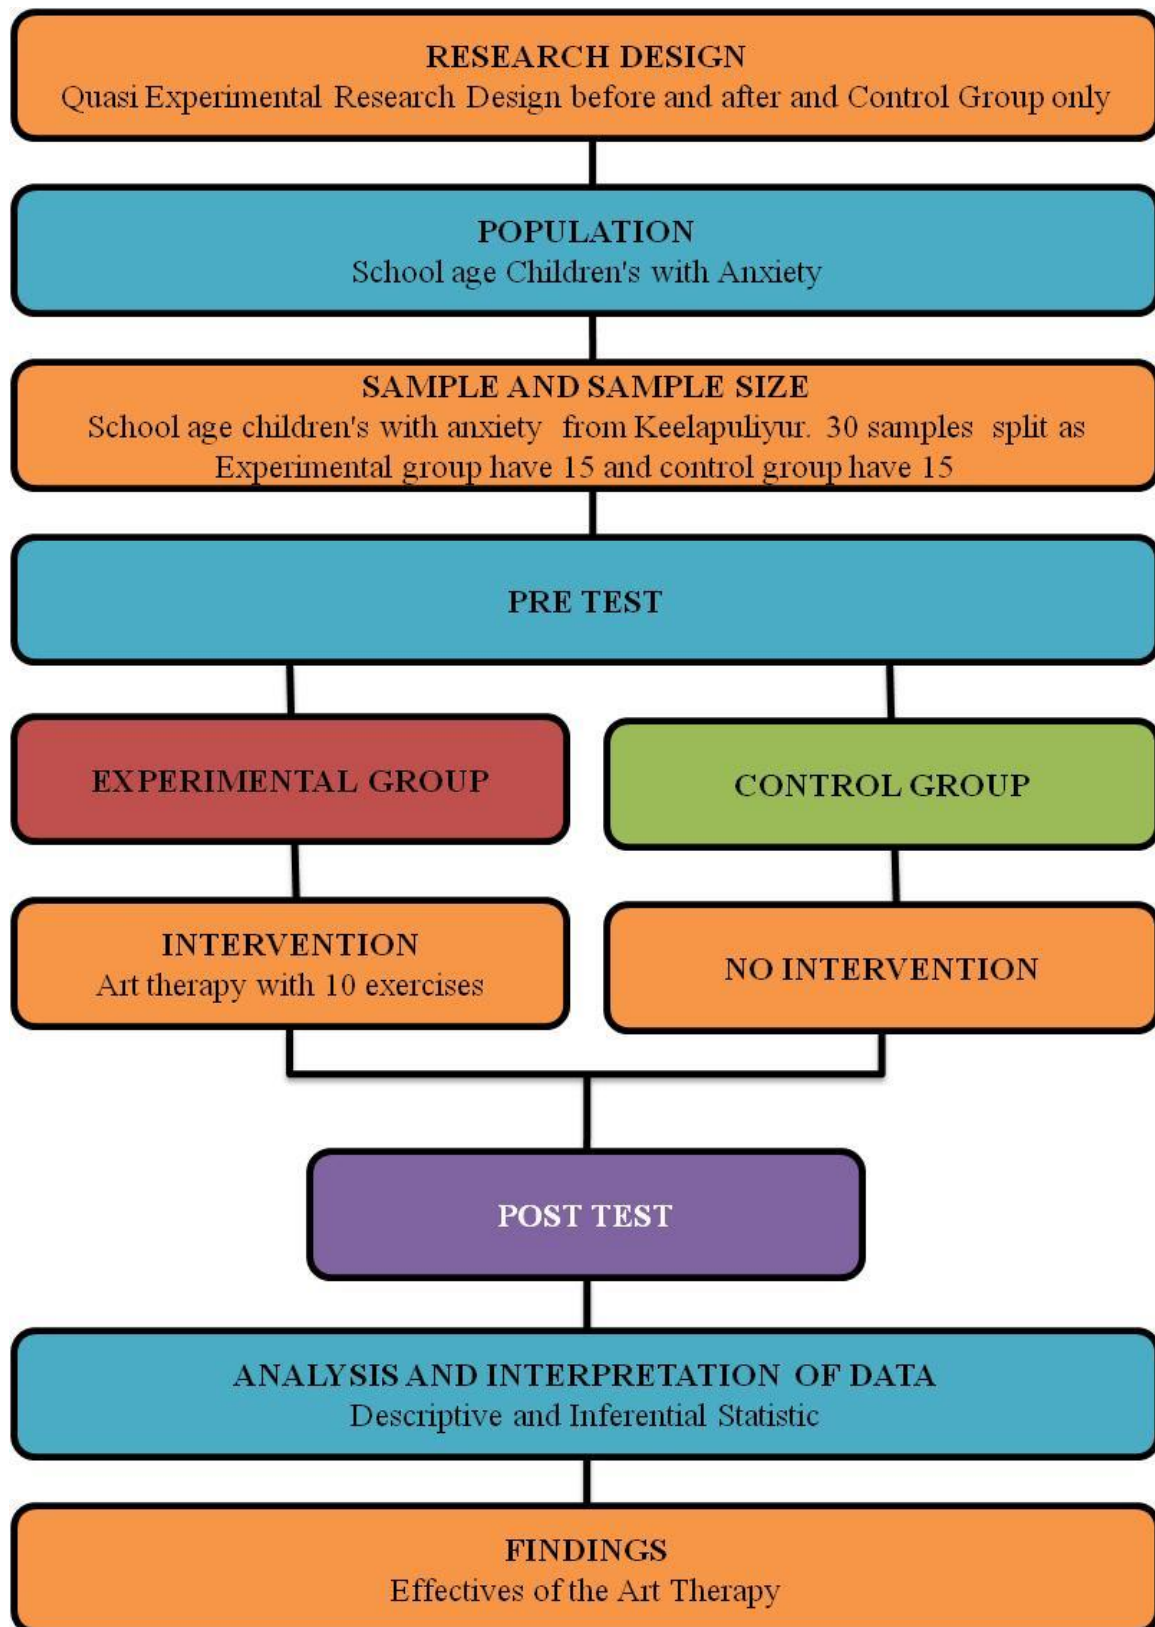 RESEARCH DESIGN
Quasi Experimental Research Design before and after and Control Group only
POPULATION
School age Children's with Anxiety
SAMPLE AND SAMPLE SIZE
School age children's with anxiety from Keelapuliyur. 30 samples split as
Experimental group have 15 and control group have 15
PRE TEST
EXPERIMENTAL GROUP
CONTROL GROUP
INTERVENTION
Art therapy with 10 exercises
NO INTERVENTION
POST TEST
ANALYSIS AND INTERPRETATION OF DATA
Descriptive and Inferential Statistic
FINDINGS
Effectives of the Art Therapy